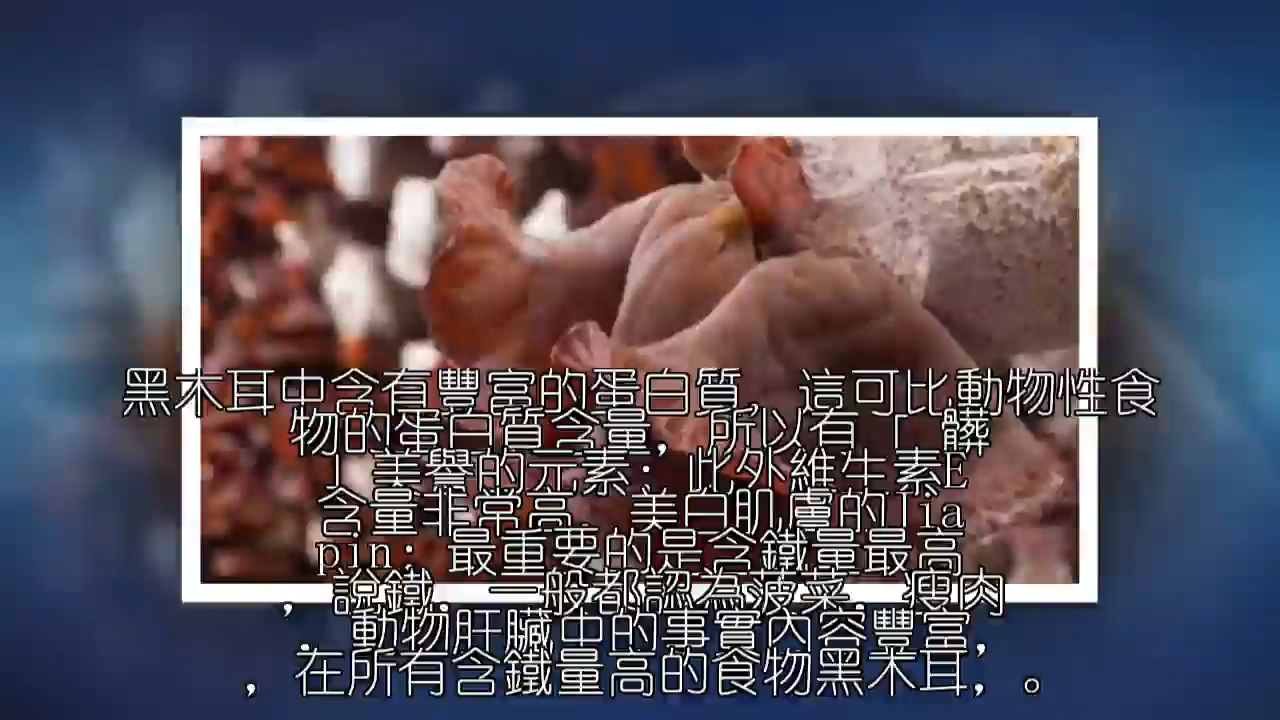 黑木耳中含有豐富的蛋白質，這可比動物性食
物的蛋白質含量，所以有「髒
」美譽的元素；此外維生素E
含量非常高，美白肌膚的Jia
pin；最重要的是含鐵量最高
，說鐵，一般都認為菠菜，瘦肉
，動物肝臟中的事實內容豐富，
，在所有含鐵量高的食物黑木耳，。